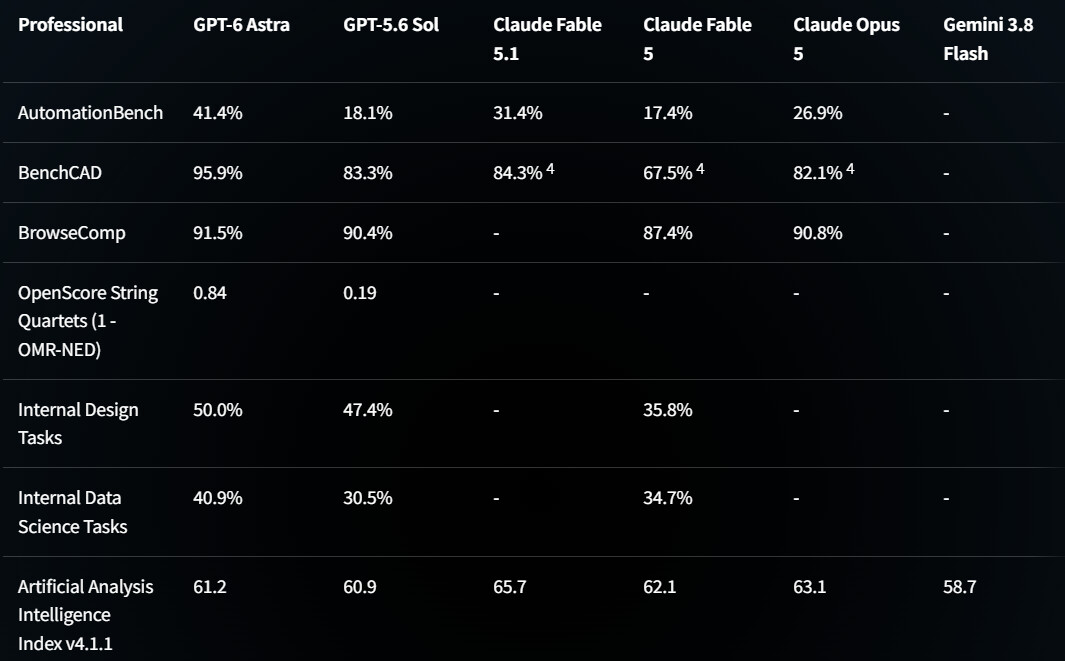 Professional GPT-6 Astra GPT-5.6 Sol Claude Fable 5.1 Claude Fable 5 Claude Opus 5 Gemini 3.8 Flash
AutomationBench 41.4% 18.1% 31.4% 17.4% 26.9% -
BenchCAD 95.9% 83.3% 84.3% 4 67.5% 4 82.1% 4 -
BrowseComp 91.5% 90.4% - 87.4% 90.8% -
OpenScore String Quartets (1 - OMR-NED) 0.84 0.19 - - - -
Internal Design Tasks 50.0% 47.4% - 35.8% - -
Internal Data Science Tasks 40.9% 30.5% - 34.7% - -
Artificial Analysis Intelligence Index v4.1.1 61.2 60.9 65.7 62.1 63.1 58.7